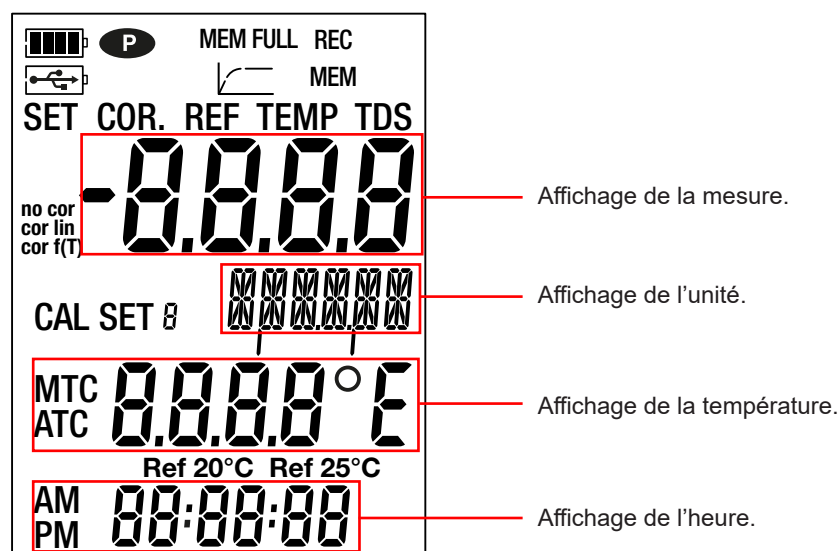 P MEM FULL REC
MEM
SET COR. REF TEMP TDS
-8.8.8.8
Affichage de la mesure.
no cor
cor lin
cor f(T)
Affichage de l’unité.
CAL SET 8
MTC
ATC
8.8.8.8°E
Affichage de la température.
Ref 20°C Ref 25°C
AM
PM
88:88:88
Affichage de l’heure.